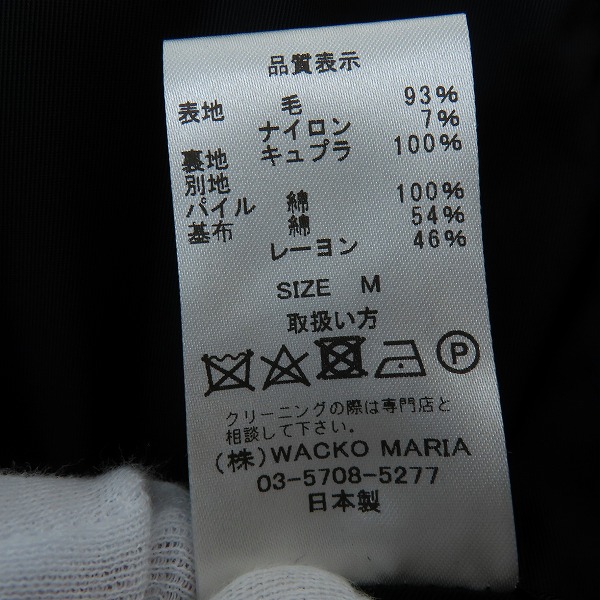 品質表示
表地 毛 93%
ナイロン 7%
裏地 キュプラ 100%
別地
パイル 綿 100%
基布 綿 54%
レーヨン 46%
SIZE M
取扱い方
P
クリーニングの際は専門店と
相談して下さい。
(株)WACKO MARIA
03-5708-5277
日本製